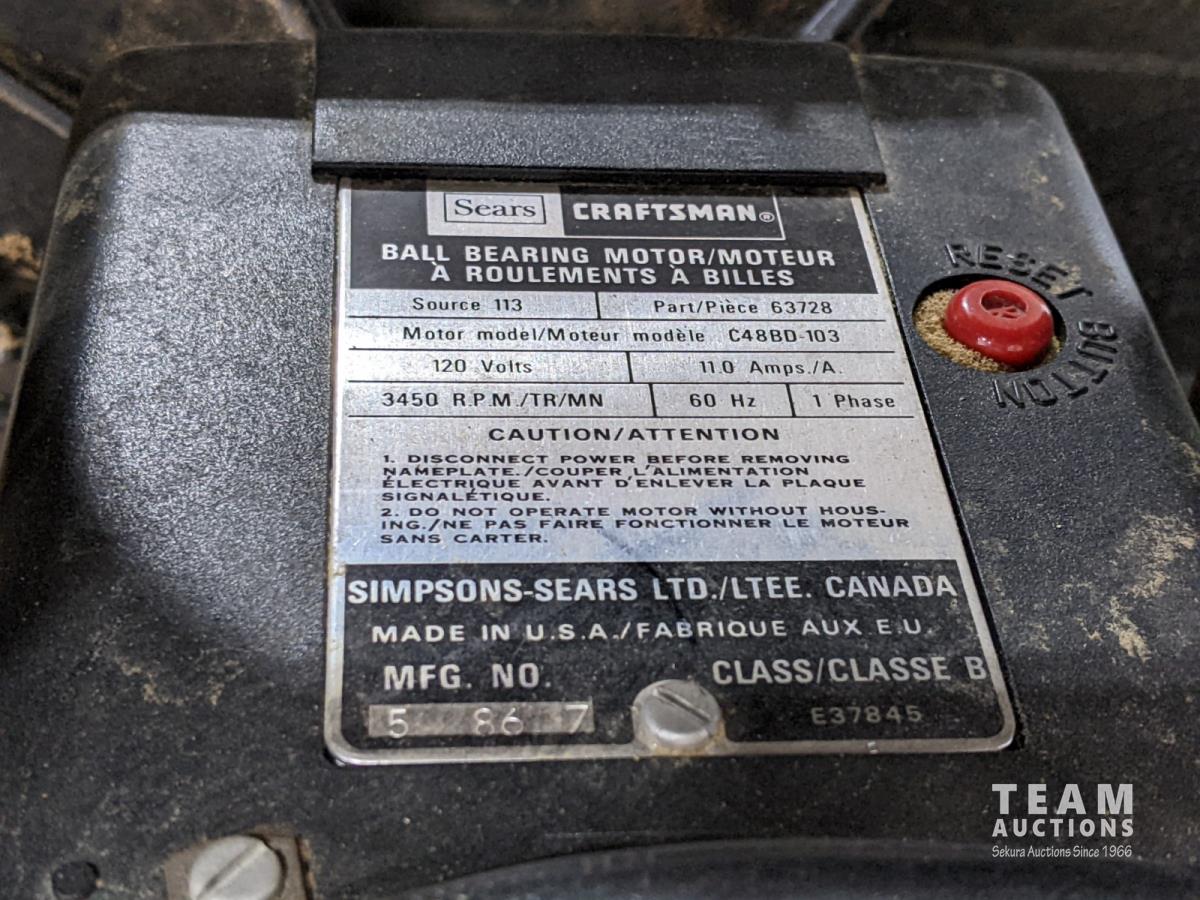 Sears CRAFTSMAN®
BALL BEARING MOTOR/MOTEUR
À ROULEMENTS À BILLES
Source 113 Part/Pièce 63728
Motor model/Moteur modèle C48BD-103
120 Volts 11.0 Amps./A.
3450 R.P.M./TR/MN 60 Hz 1 Phase
CAUTION/ATTENTION
1. DISCONNECT POWER BEFORE REMOVING
NAMEPLATE./COUPER L'ALIMENTATION
ÉLECTRIQUE AVANT D'ENLEVER LA PLAQUE
SIGNALÉTIQUE.
2. DO NOT OPERATE MOTOR WITHOUT HOUS-
ING./NE PAS FAIRE FONCTIONNER LE MOTEUR
SANS CARTER.
SIMPSONS-SEARS LTD./LTEE. CANADA
MADE IN U.S.A./FABRIQUE AUX E.U.
MFG. NO. CLASS/CLASSE B
5 86 7 E37845
RESET BUTTON
TEAM
AUCTIONS
Sekura Auctions Since 1966